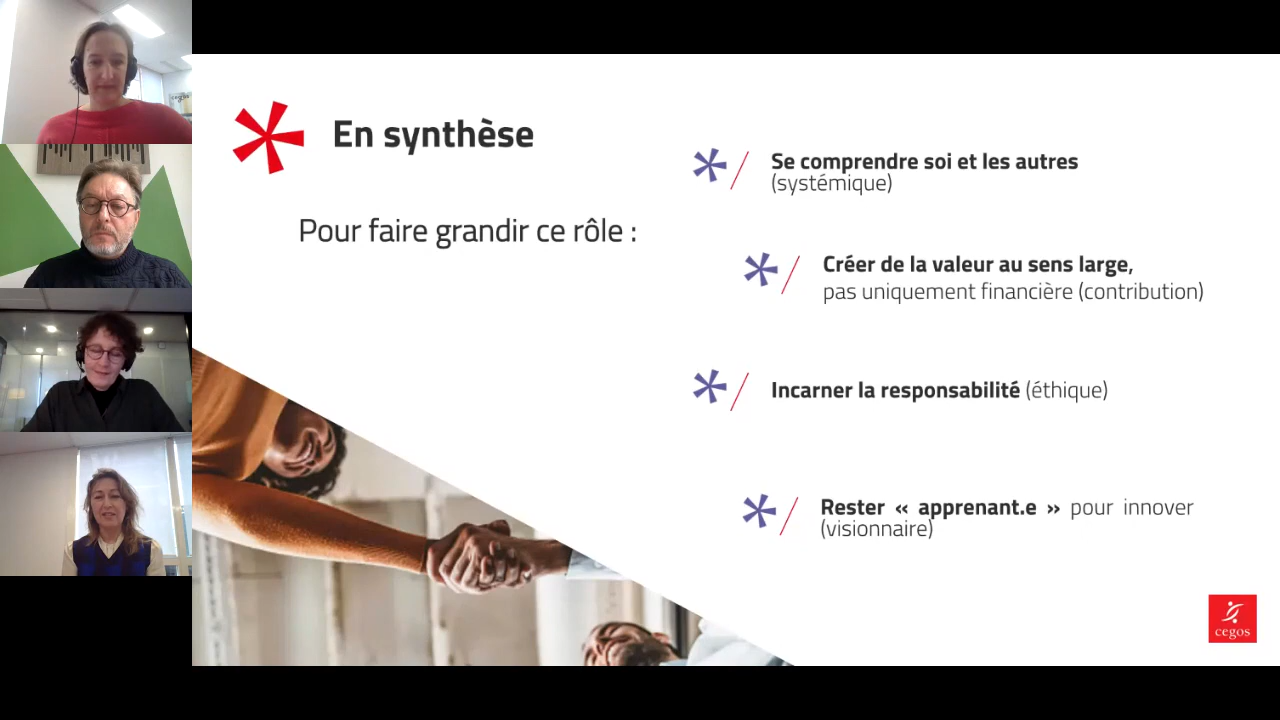 En synthèse
Pour faire grandir ce rôle :
Se comprendre soi et les autres
(systémique)
Créer de la valeur au sens large,
pas uniquement financière (contribution)
Incarner la responsabilité (éthique)
Rester « apprenant.e » pour innover
(visionnaire)
cegos
cegos